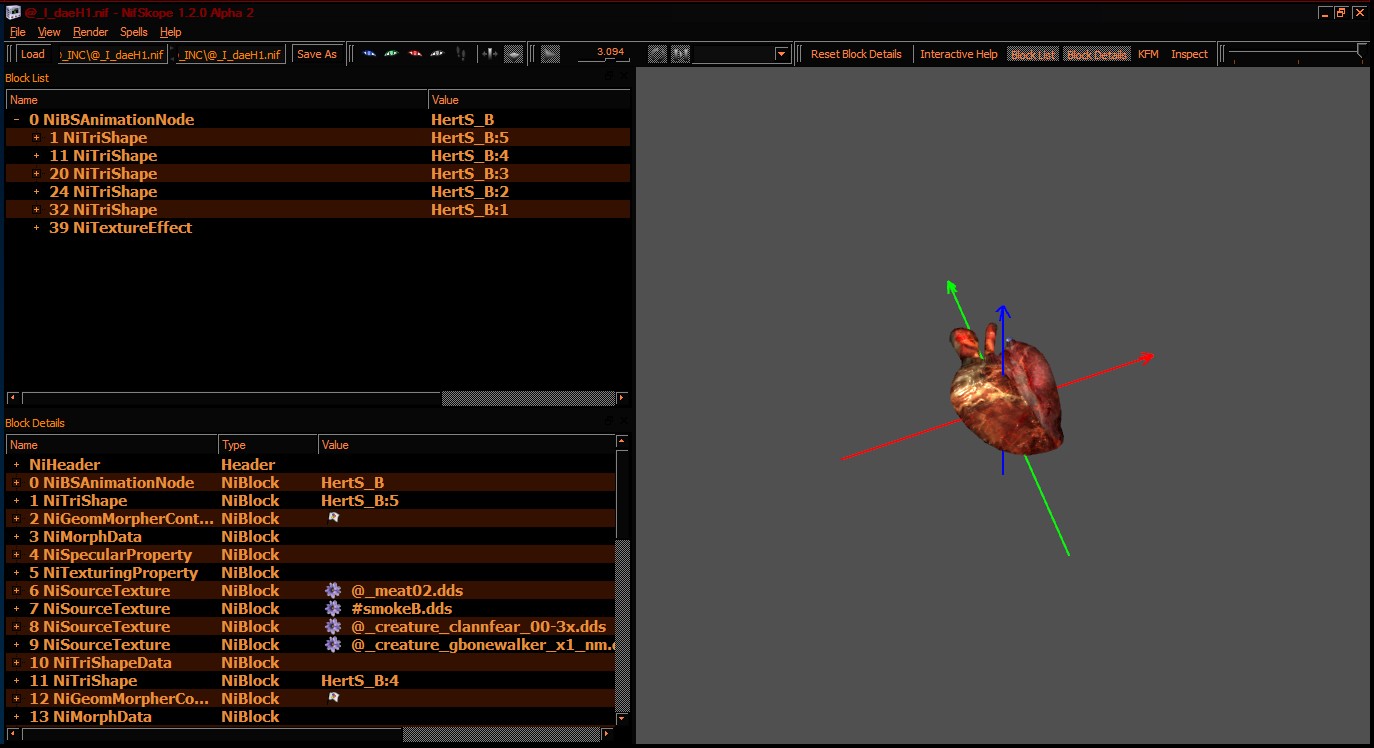 @_I_daeH1.nif - NifSkope 1.2.0 Alpha 2
File View Render Spells Help
Load _INC\@_I_daeH1.nif _INC\@_I_daeH1.nif Save As 3.094 Reset Block Details Interactive Help Block List Block Details KFM Inspect
Block List
Name Value
0 NiBSAnimationNode HertS_B
1 NiTriShape HertS_B:5
11 NiTriShape HertS_B:4
20 NiTriShape HertS_B:3
24 NiTriShape HertS_B:2
32 NiTriShape HertS_B:1
39 NiTextureEffect
Block Details
Name Type Value
NiHeader Header
0 NiBSAnimationNode NiBlock HertS_B
1 NiTriShape NiBlock HertS_B:5
2 NiGeomMorpherCont... NiBlock
3 NiMorphData NiBlock
4 NiSpecularProperty NiBlock
5 NiTexturingProperty NiBlock
6 NiSourceTexture NiBlock @_meat02.dds
7 NiSourceTexture NiBlock #smokeB.dds
8 NiSourceTexture NiBlock @_creature_clannfear_00-3x.dds
9 NiSourceTexture NiBlock @_creature_gbonewalker_x1_nm.
10 NiTriShapeData NiBlock
11 NiTriShape NiBlock HertS_B:4
12 NiGeomMorpherCo... NiBlock
13 NiMorphData NiBlock